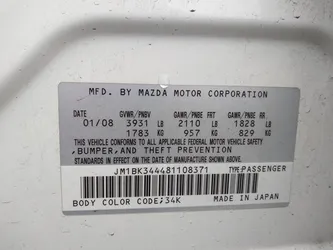 MFD. BY MAZDA MOTOR CORPORATION
GVWR/PNBV GAWR/PNBE FRT GAWR/PNBE RR
01/08 3931 LB 2110 LB 1828 LB
1783 KG 957 KG 829 KG
THIS VEHICLE CONFORMS TO ALL APPLICABLE FEDERAL MOTOR VEHICLE SAFETY
, BUMPER, AND THEFT PREVENTION
STANDARDS IN EFFECT ON THE DATE OF MANUFACTURE SHOWN ABOVE.
JM1BK344481108371 TYPE:PASSENGER
BODY COLOR CODE;34K MADE IN JAPAN